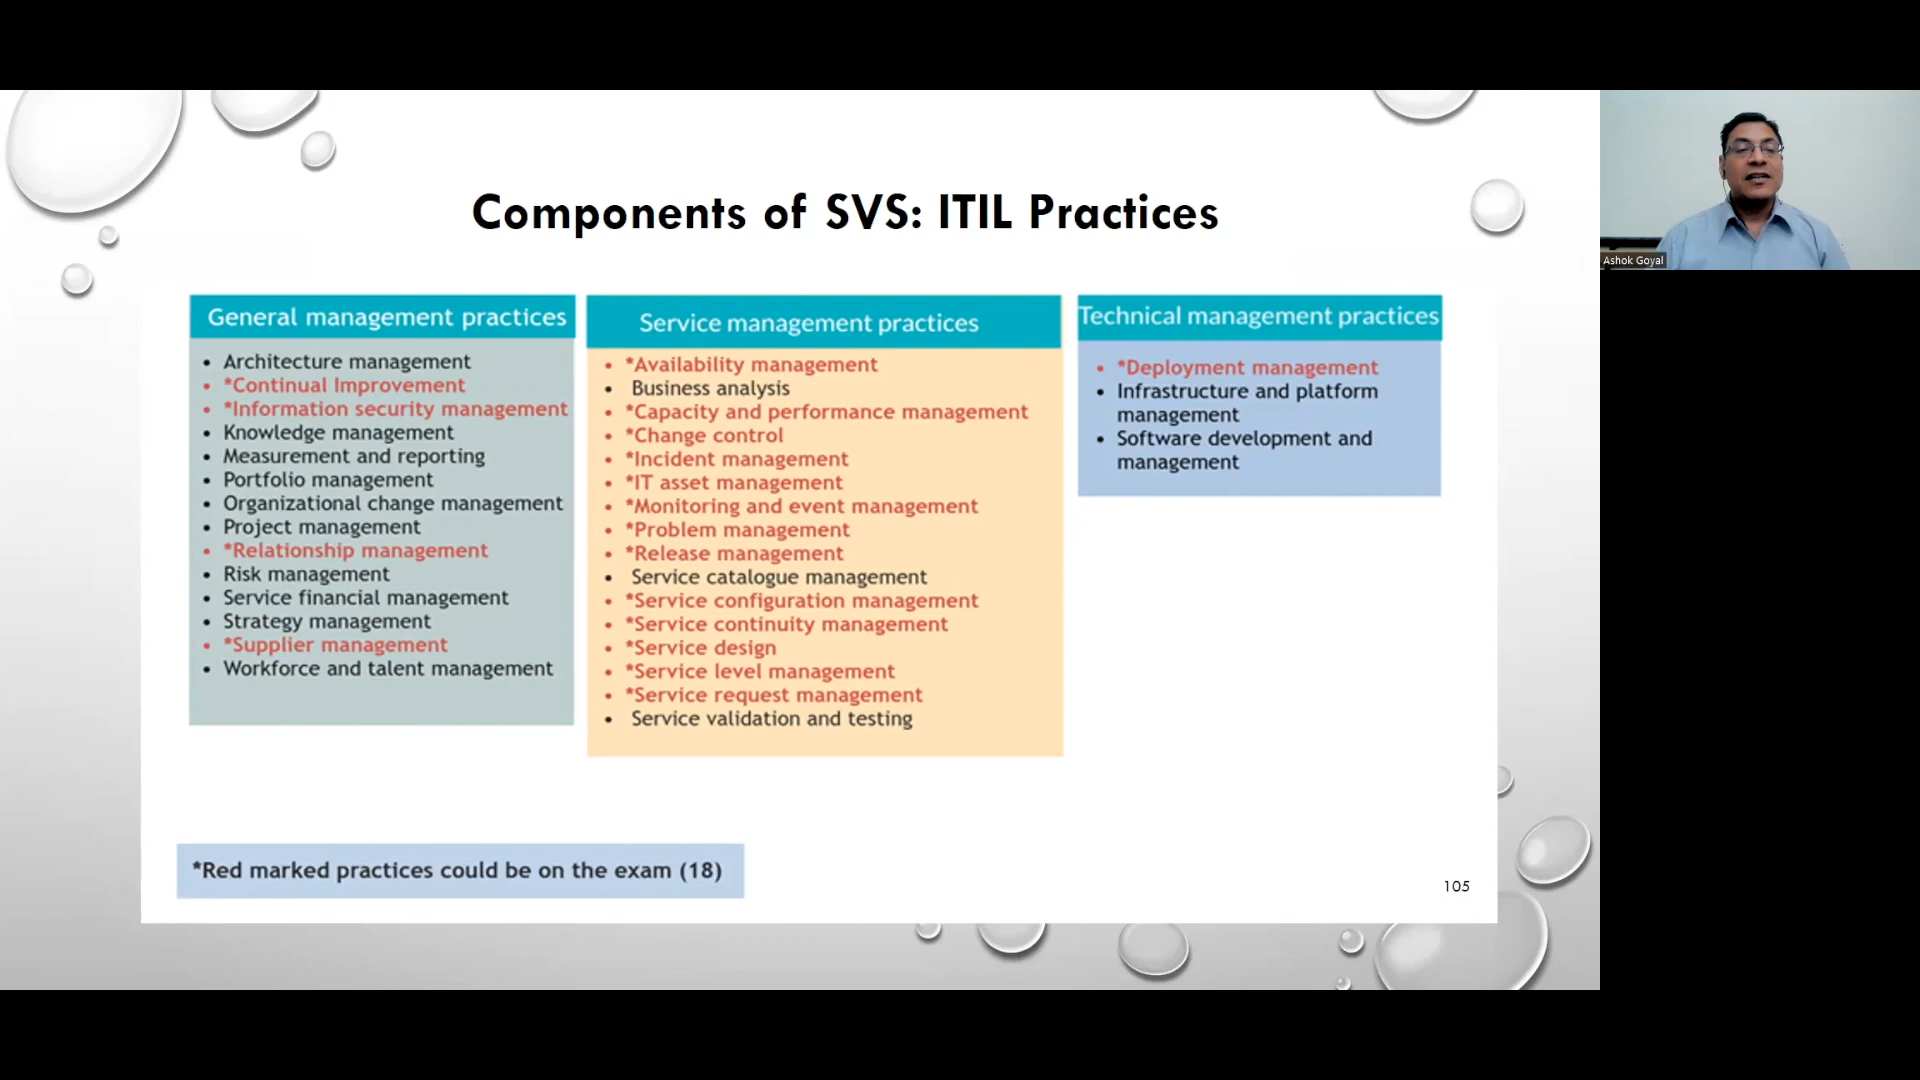 Components of SVS: ITIL Practices
General management practices
• Architecture management
• *Continual Improvement
• *Information security management
• Knowledge management
• Measurement and reporting
• Portfolio management
• Organizational change management
• Project management
• *Relationship management
• Risk management
• Service financial management
• Strategy management
• *Supplier management
• Workforce and talent management
Service management practices
• *Availability management
• Business analysis
• *Capacity and performance management
• *Change control
• *Incident management
• *IT asset management
• *Monitoring and event management
• *Problem management
• *Release management
• Service catalogue management
• *Service configuration management
• *Service continuity management
• *Service design
• *Service level management
• *Service request management
• Service validation and testing
Technical management practices
• *Deployment management
• Infrastructure and platform
management
• Software development and
management
*Red marked practices could be on the exam (18)
105
Ashok Goyal